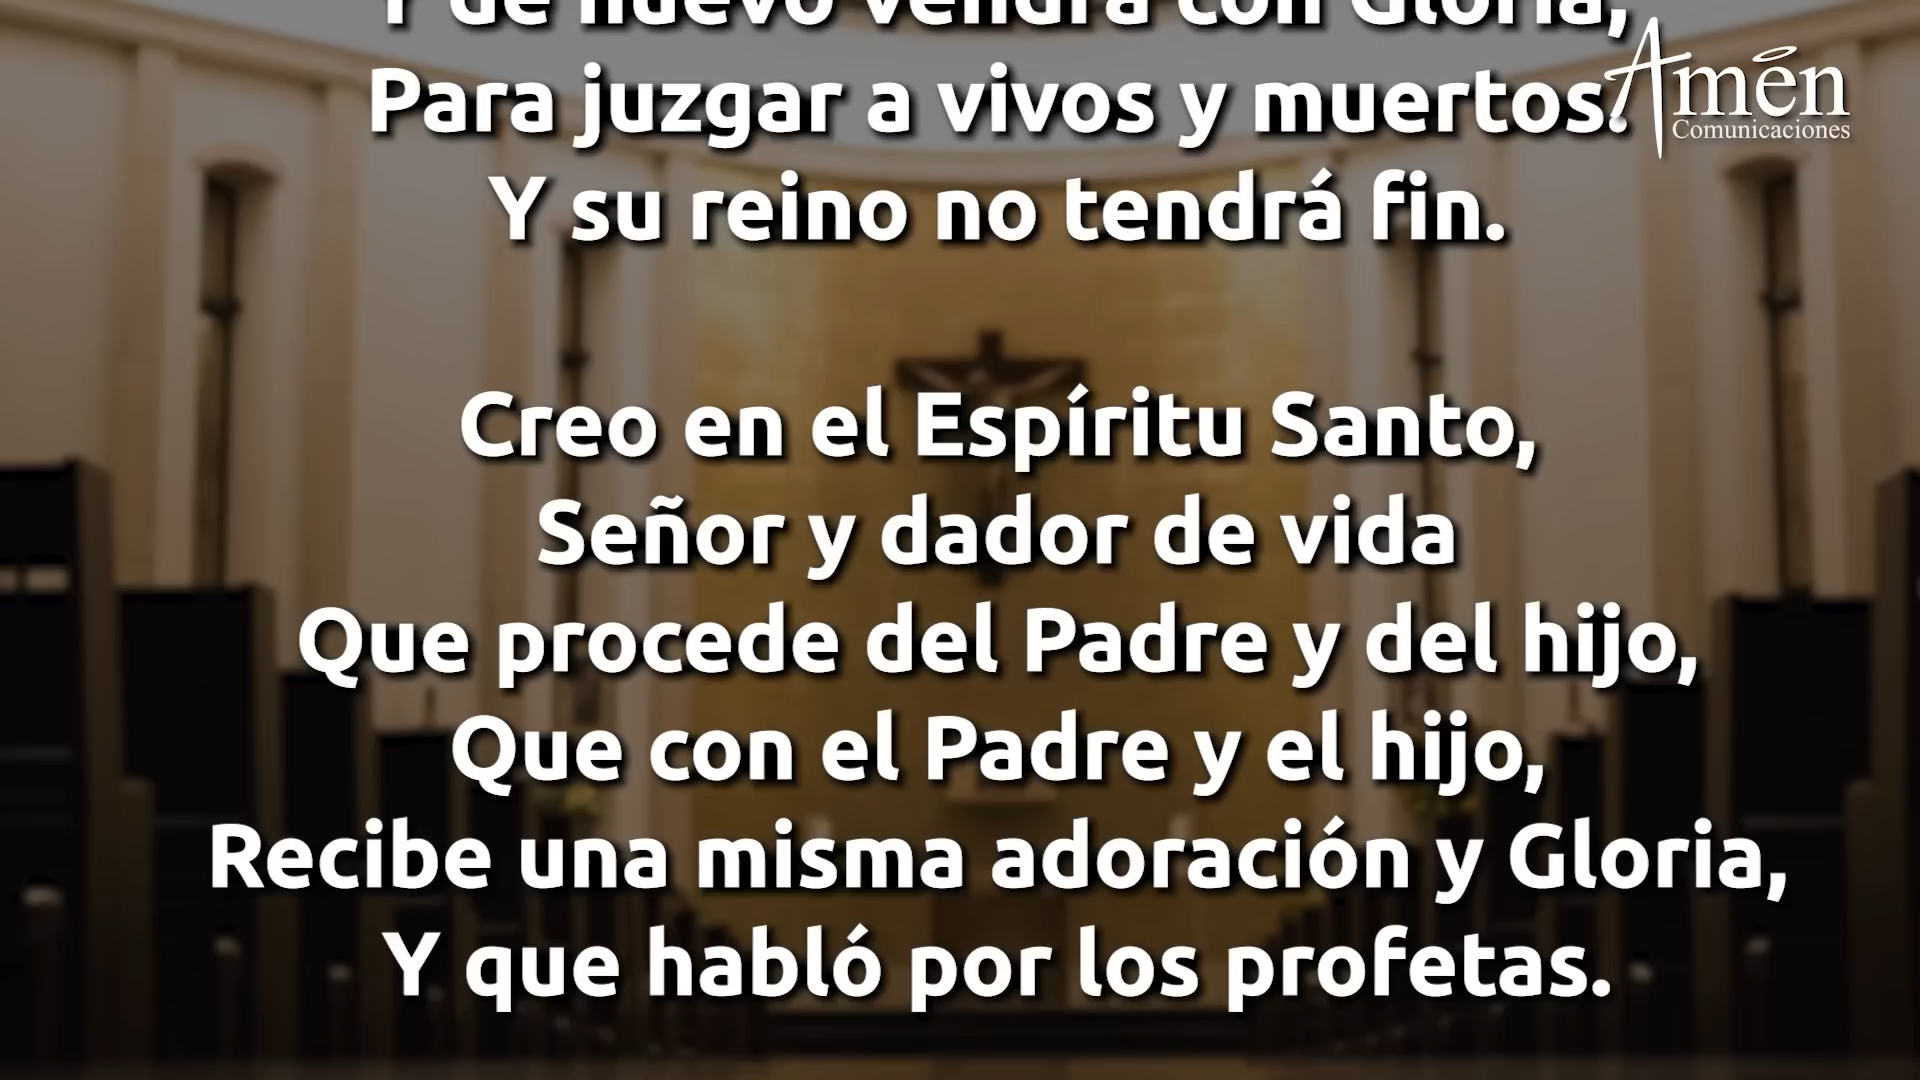 Y de nuevo vendrá con Gloria,
Para juzgar a vivos y muertos.
Y su reino no tendrá fin.
Creo en el Espíritu Santo,
Señor y dador de vida
Que procede del Padre y del hijo,
Que con el Padre y el hijo,
Recibe una misma adoración y Gloria,
Y que habló por los profetas.
Amén
Comunicaciones